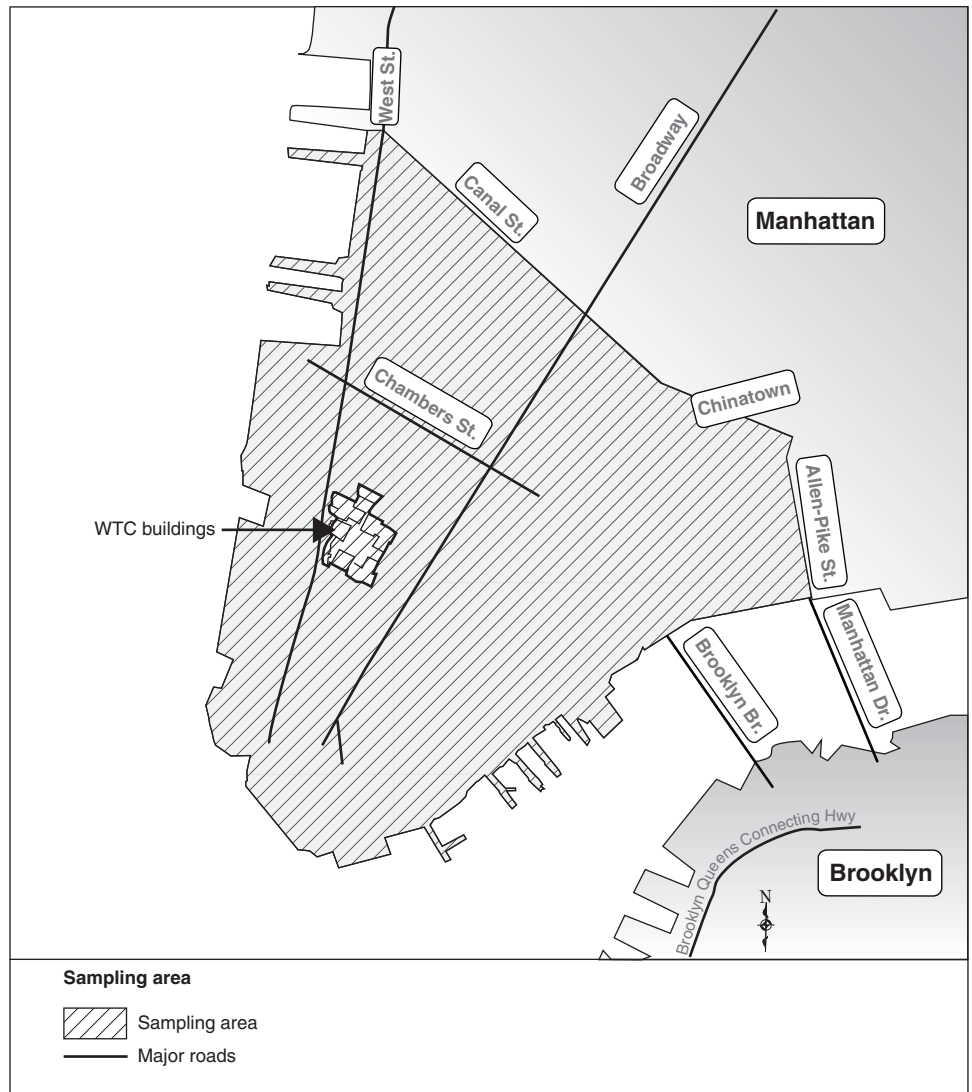 West St.
Broadway
Canal St.
Manhattan
Chambers St.
Chinatown
Allen-Pike St.
WTC buildings
Manhattan Dr.
Brooklyn Br.
Brooklyn Queens Connecting Hwy
Brooklyn
N
Sampling area
Sampling area
Major roads